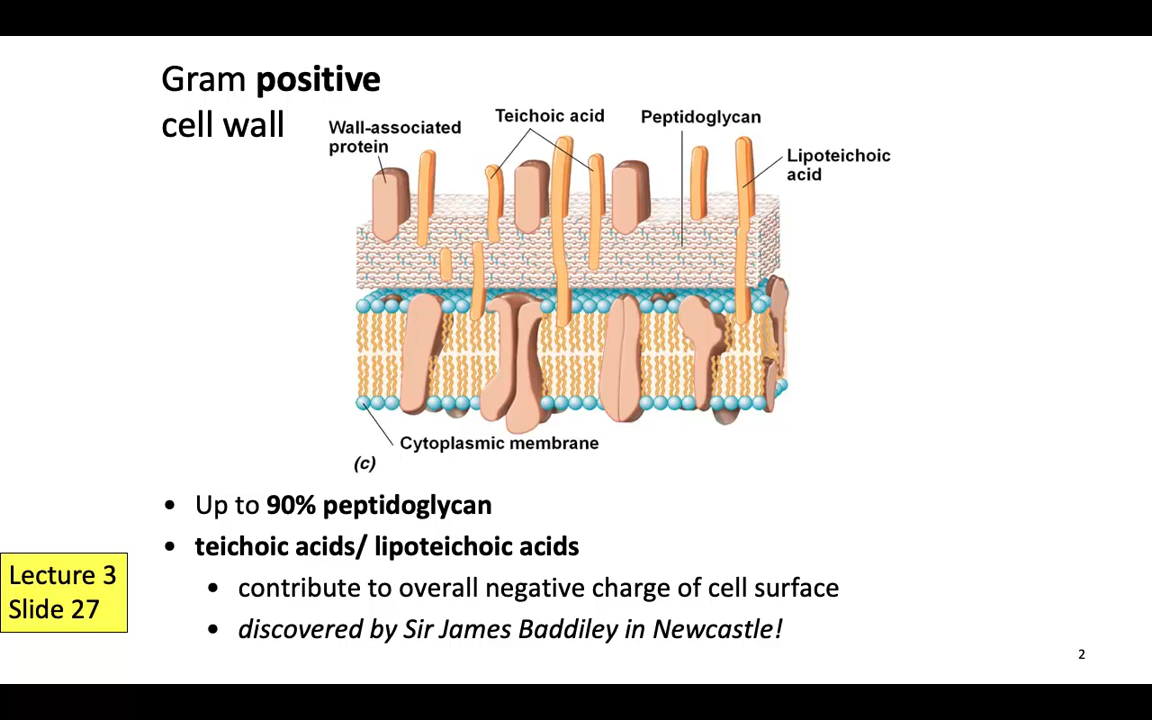 Gram positive
cell wall
Wall-associated
protein
Teichoic acid
Peptidoglycan
Lipoteichoic
acid
Cytoplasmic membrane
(c)
• Up to 90% peptidoglycan
• teichoic acids/ lipoteichoic acids
• contribute to overall negative charge of cell surface
• discovered by Sir James Baddiley in Newcastle!
Lecture 3
Slide 27
2